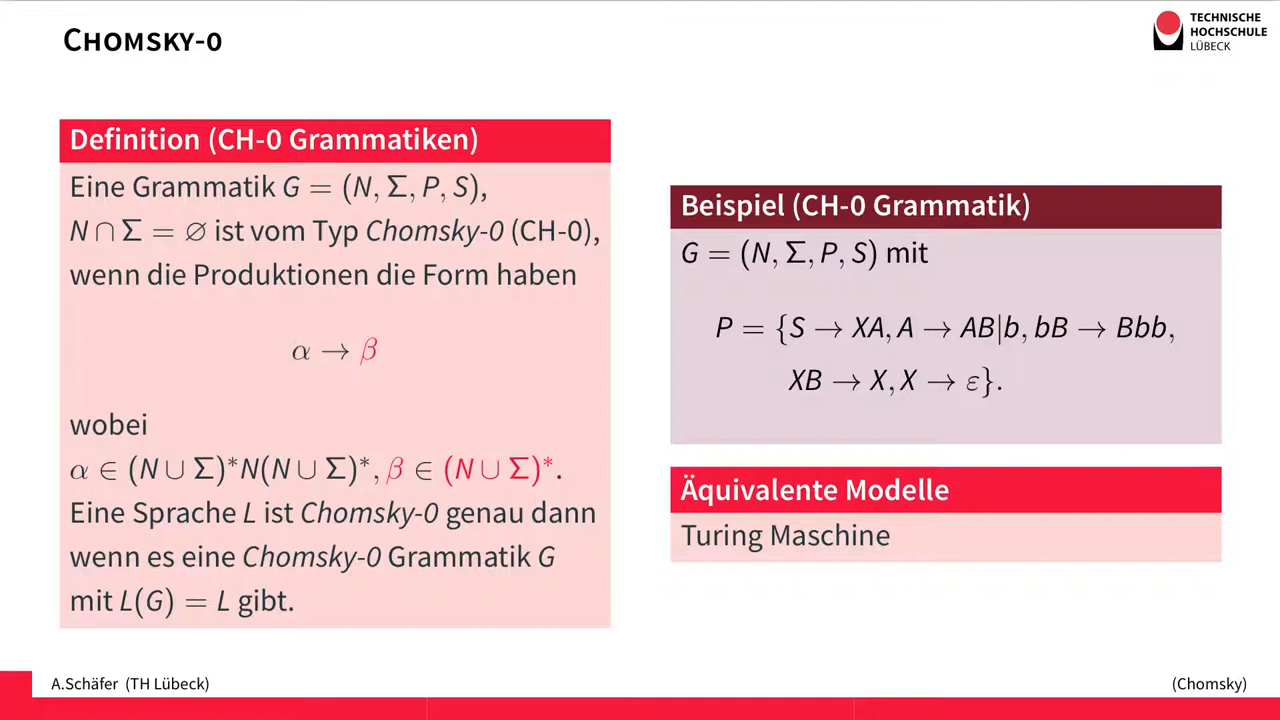 CHOMSKY-0
TECHNISCHE
HOCHSCHULE
LÜBECK
Definition (CH-0 Grammatiken)
Eine Grammatik G = (N, Σ, P, S),
N ∩ Σ = ∅ ist vom Typ Chomsky-0 (CH-0),
wenn die Produktionen die Form haben
α → β
wobei
α ∈ (N ∪ Σ)*N(N ∪ Σ)*, β ∈ (N ∪ Σ)*.
Eine Sprache L ist Chomsky-0 genau dann
wenn es eine Chomsky-0 Grammatik G
mit L(G) = L gibt.
Beispiel (CH-0 Grammatik)
G = (N, Σ, P, S) mit
P = {S → XA, A → AB|b, bB → Bbb,
XB → X, X → ε}.
Äquivalente Modelle
Turing Maschine
A.Schäfer (TH Lübeck)
(Chomsky)